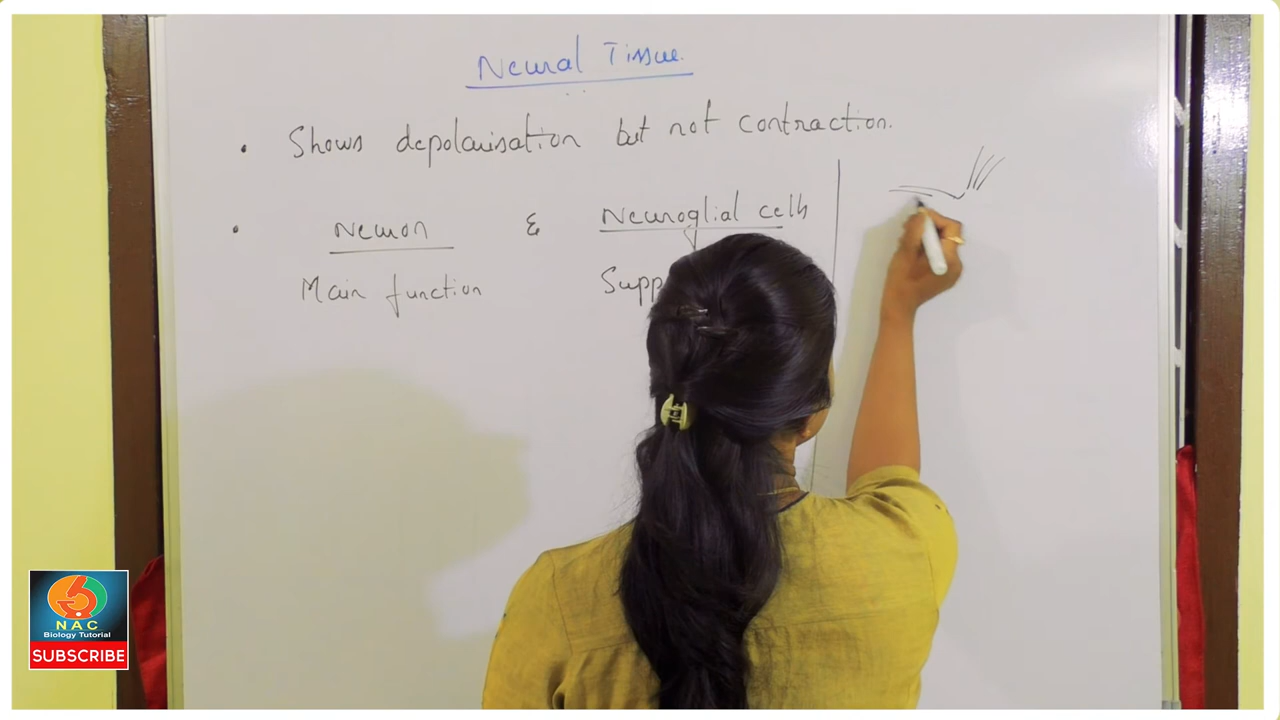 Neural Tissue.
• Shows depolarisation but not contraction.
• Neuron & Neuroglial cells
Main function Supp
NAC
Biology Tutorial
SUBSCRIBE